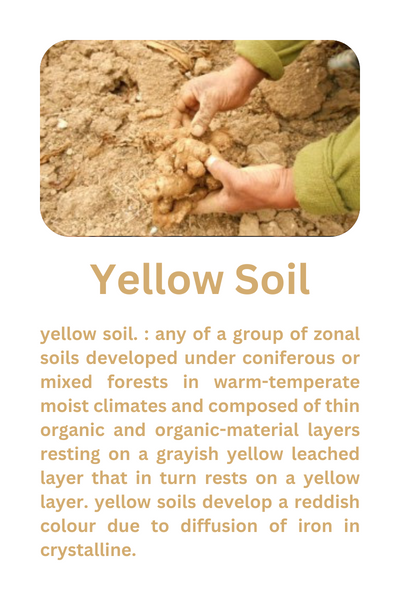 Yellow Soil
yellow soil. : any of a group of zonal
soils developed under coniferous or
mixed forests in warm-temperate
moist climates and composed of thin
organic and organic-material layers
resting on a grayish yellow leached
layer that in turn rests on a yellow
layer. yellow soils develop a reddish
colour due to diffusion of iron in
crystalline.